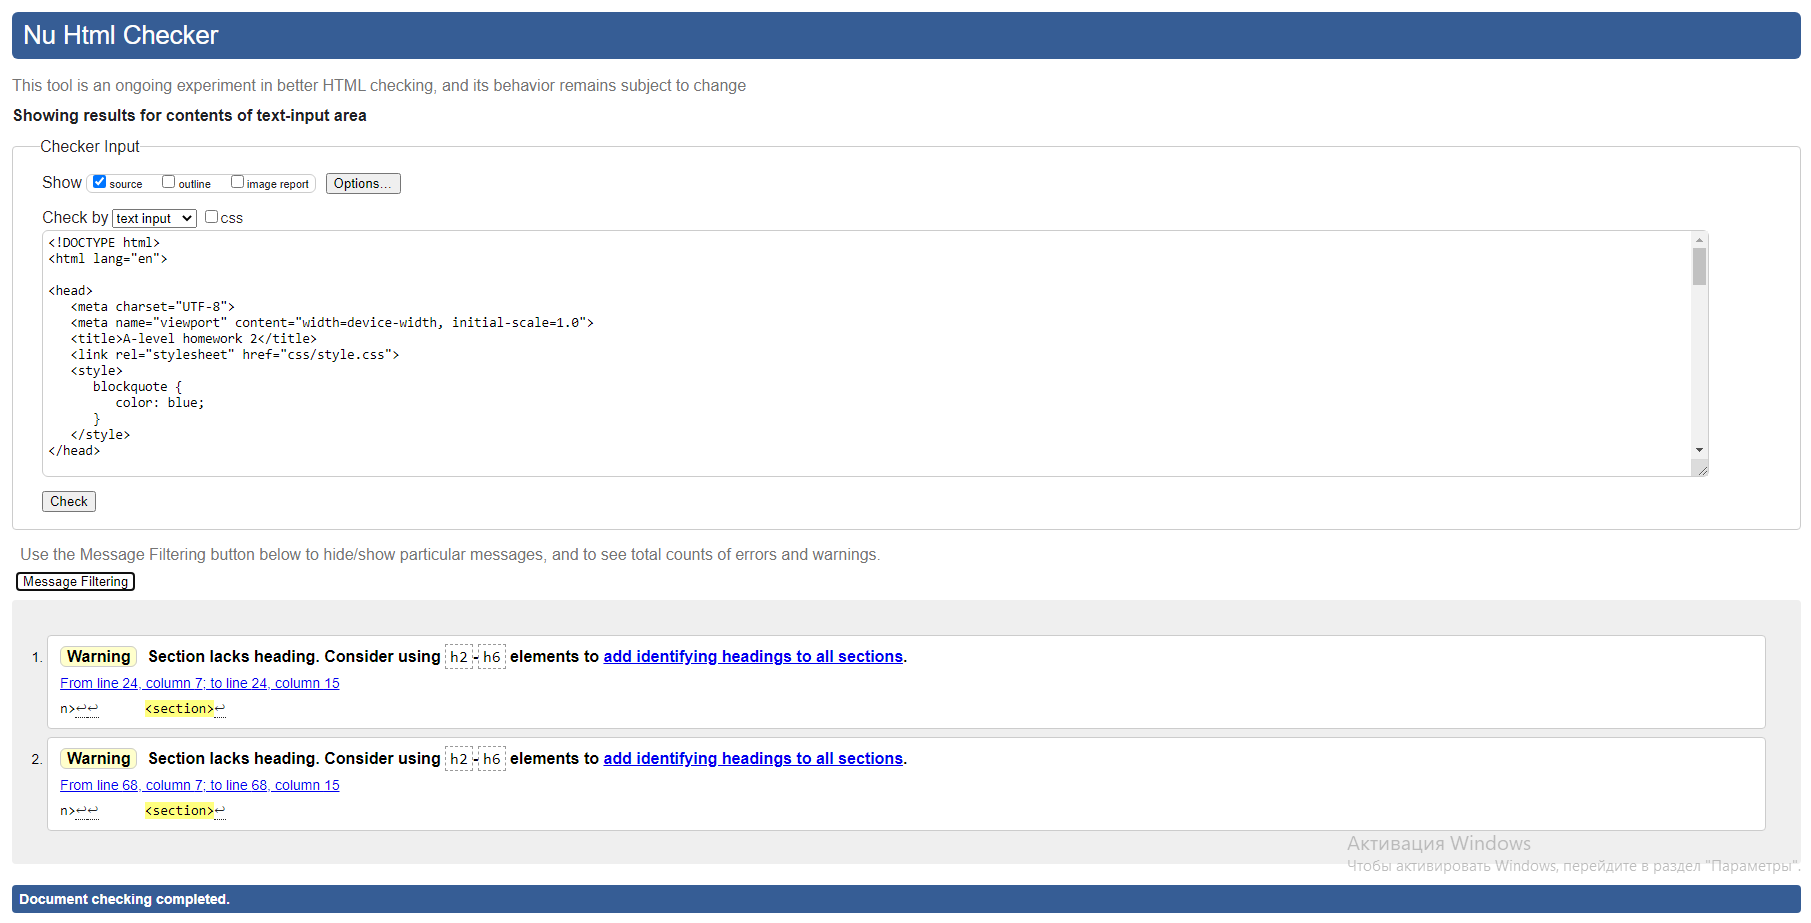 Nu Html Checker
This tool is an ongoing experiment in better HTML checking, and its behavior remains subject to change
Showing results for contents of text-input area
Checker Input
Show source outline image report Options...
Check by text input css
<!DOCTYPE html>
<html lang="en">
<head>
<meta charset="UTF-8">
<meta name="viewport" content="width=device-width, initial-scale=1.0">
<title>A-level homework 2</title>
<link rel="stylesheet" href="css/style.css">
<style>
blockquote {
color: blue;
}
</style>
</head>
Check
Use the Message Filtering button below to hide/show particular messages, and to see total counts of errors and warnings.
Message Filtering
1. Warning Section lacks heading. Consider using h2-h6 elements to add identifying headings to all sections.
From line 24, column 7; to line 24, column 15
n>↩↩ <section>↩
2. Warning Section lacks heading. Consider using h2-h6 elements to add identifying headings to all sections.
From line 68, column 7; to line 68, column 15
n>↩↩ <section>↩
Активация Windows
Чтобы активировать Windows, перейдите в раздел "Параметры".
Document checking completed.